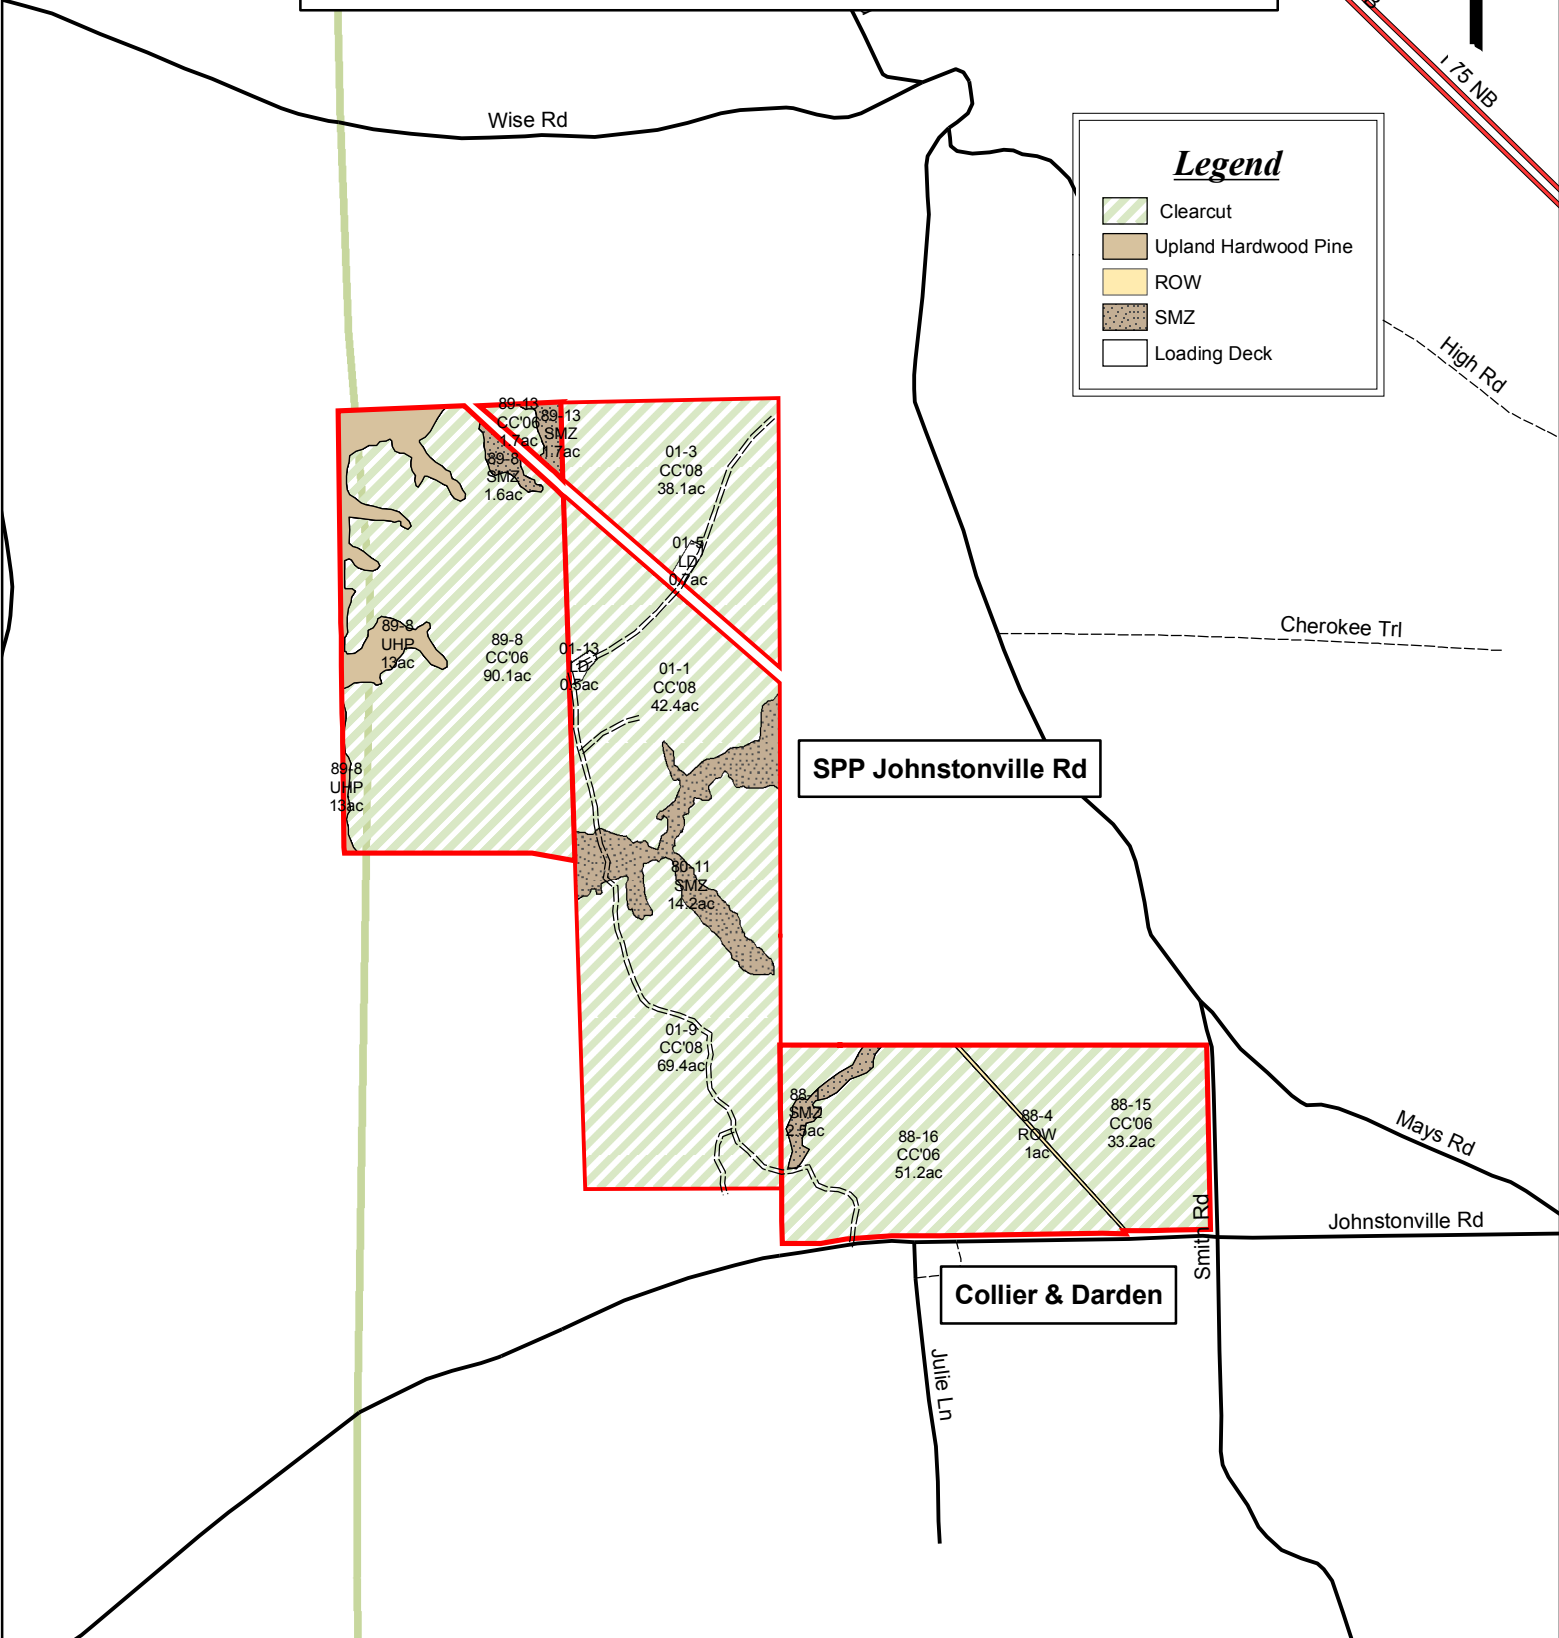 75 NB
Wise Rd
Legend
Clearcut
Upland Hardwood Pine
ROW
SMZ
Loading Deck
High Rd
Cherokee Trl
89-13
CC'06
1.7ac
89-13
SMZ
1.7ac
89-8
SMZ
1.6ac
01-3
CC'08
38.1ac
01-5
LD
0.7ac
89-8
UHP
13ac
89-8
CC'06
90.1ac
01-13
LD
0.5ac
01-1
CC'08
42.4ac
89-8
UHP
13ac
SPP Johnstonville Rd
80-11
SMZ
14.2ac
01-9
CC'08
69.4ac
88-1
SMZ
2.5ac
88-16
CC'06
51.2ac
88-4
ROW
1ac
88-15
CC'06
33.2ac
Mays Rd
Smith Rd
Johnstonville Rd
Collier & Darden
Julie Ln